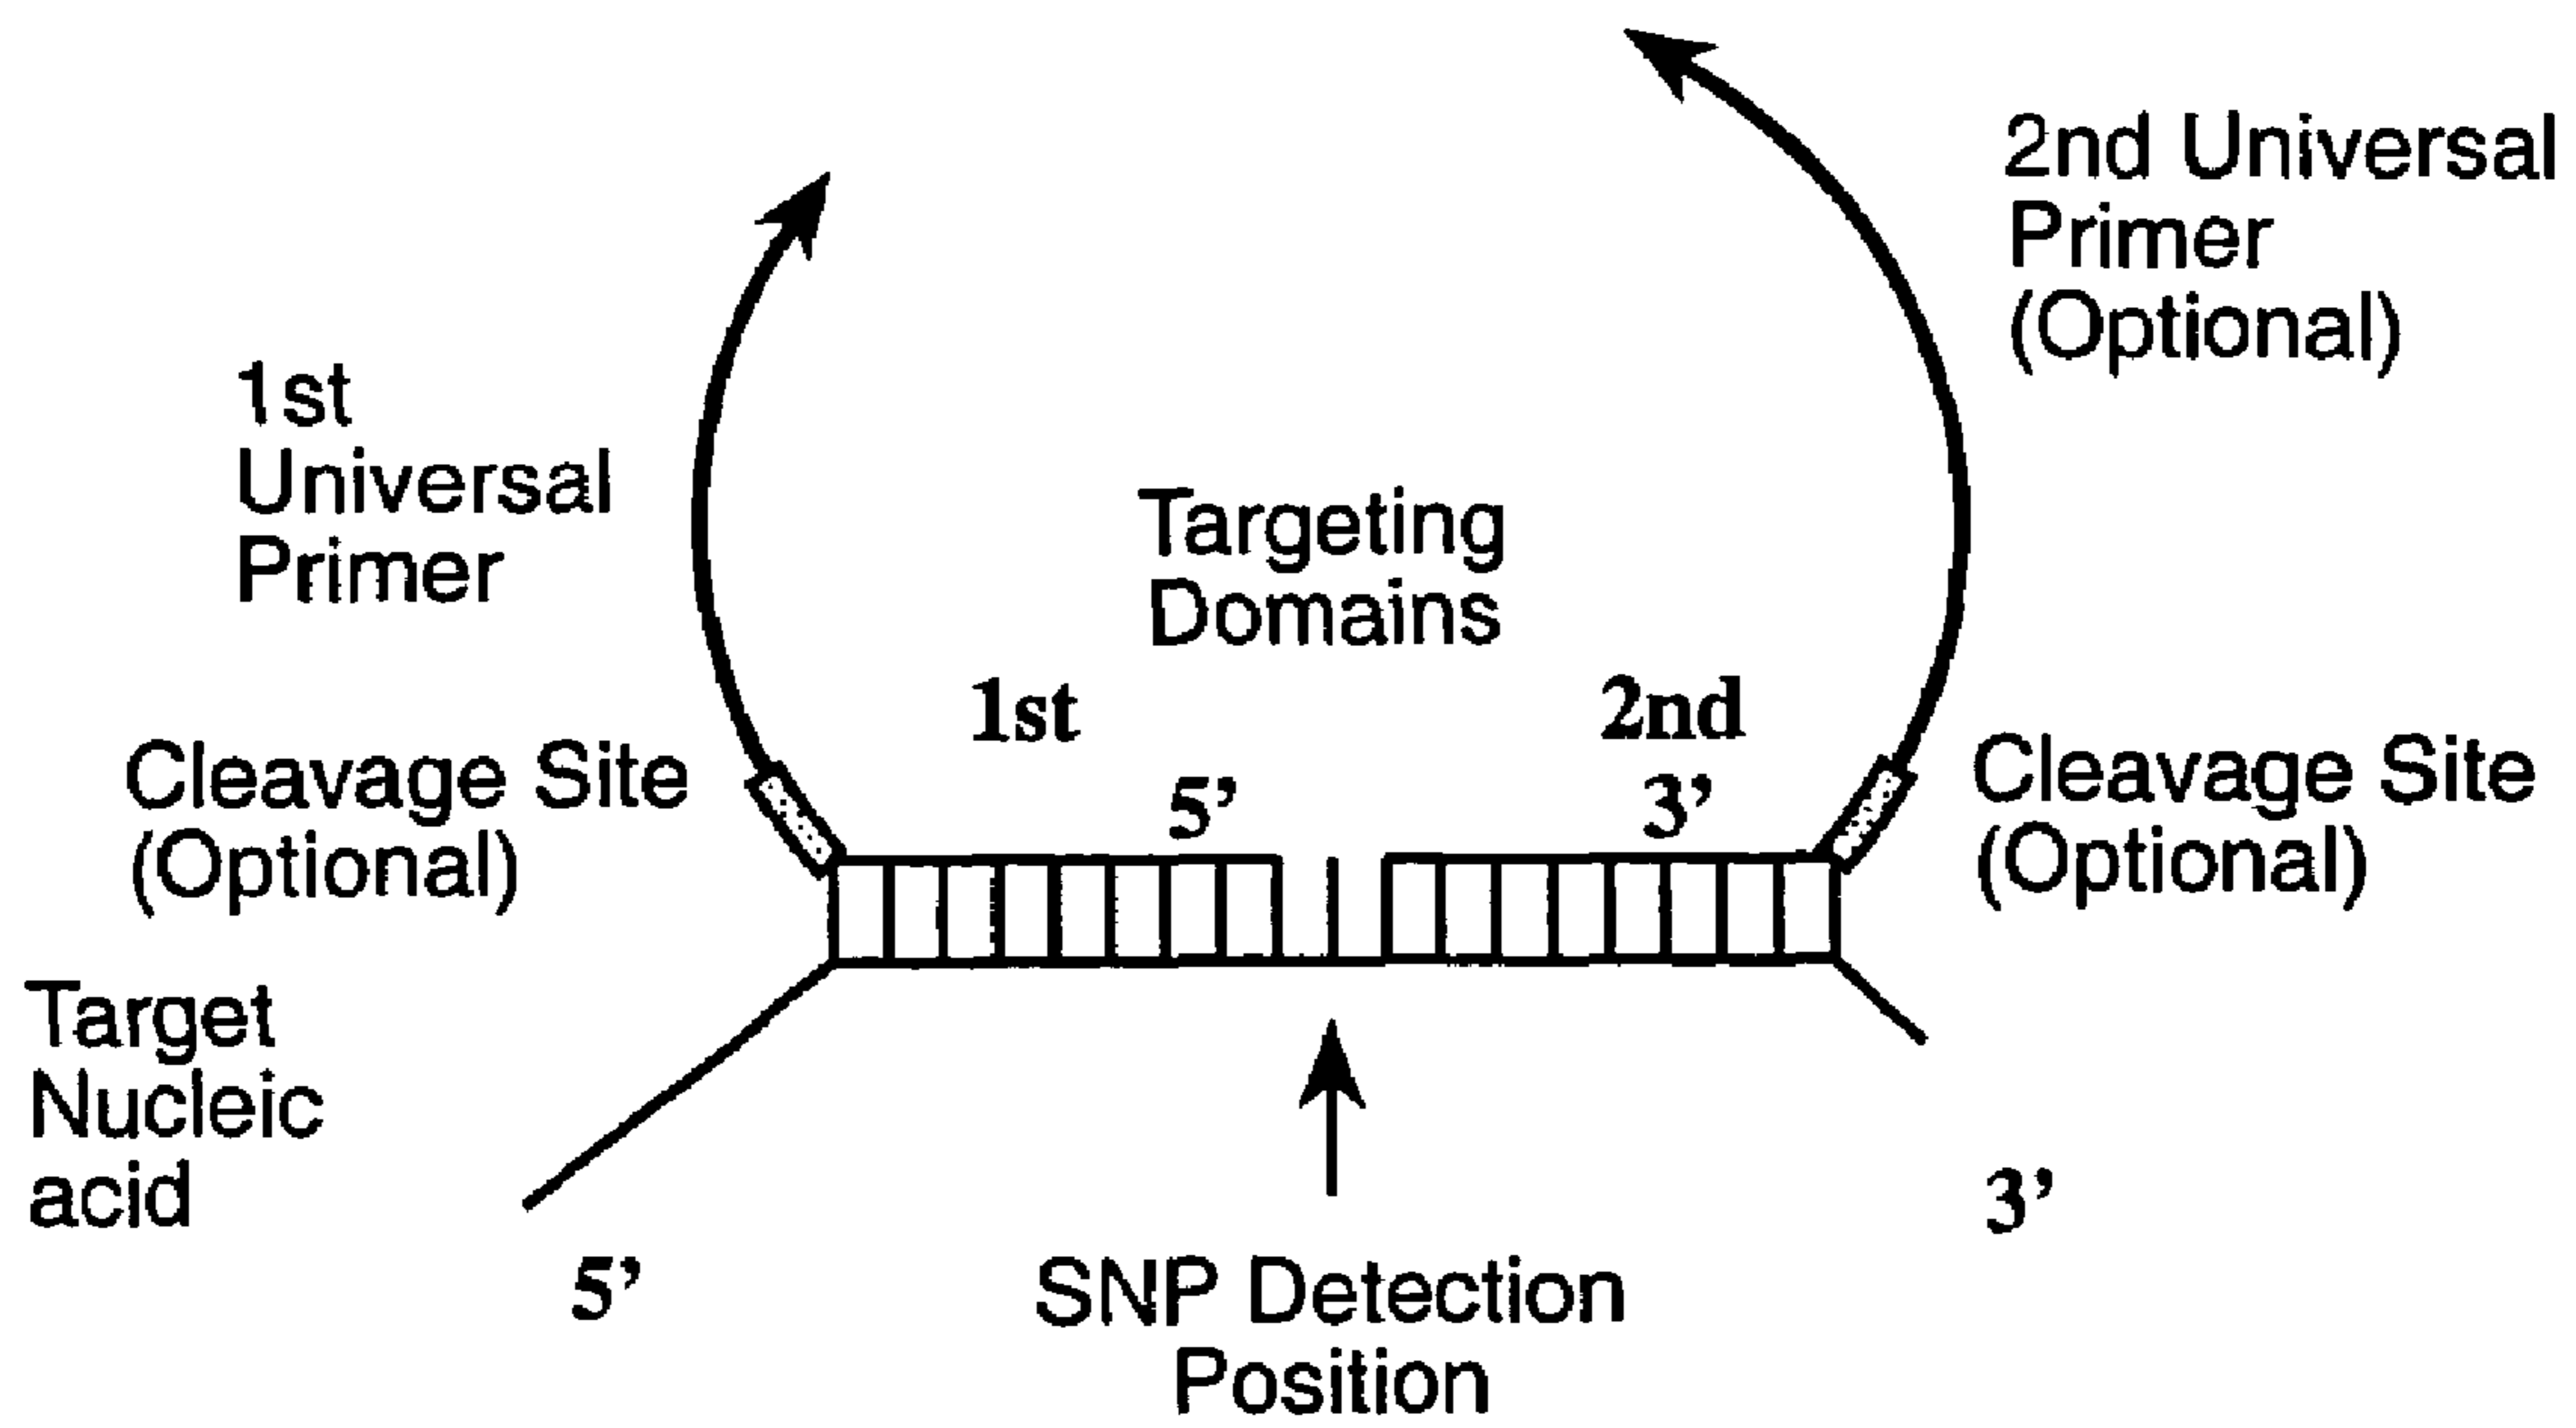 2nd Universal
Primer
(Optional)
1st
Universal
Primer
Targeting
Domains
1st
2nd
Cleavage Site
(Optional)
5’
3’
Cleavage Site
(Optional)
Target
Nucleic
acid
5’
3’
SNP Detection
Position